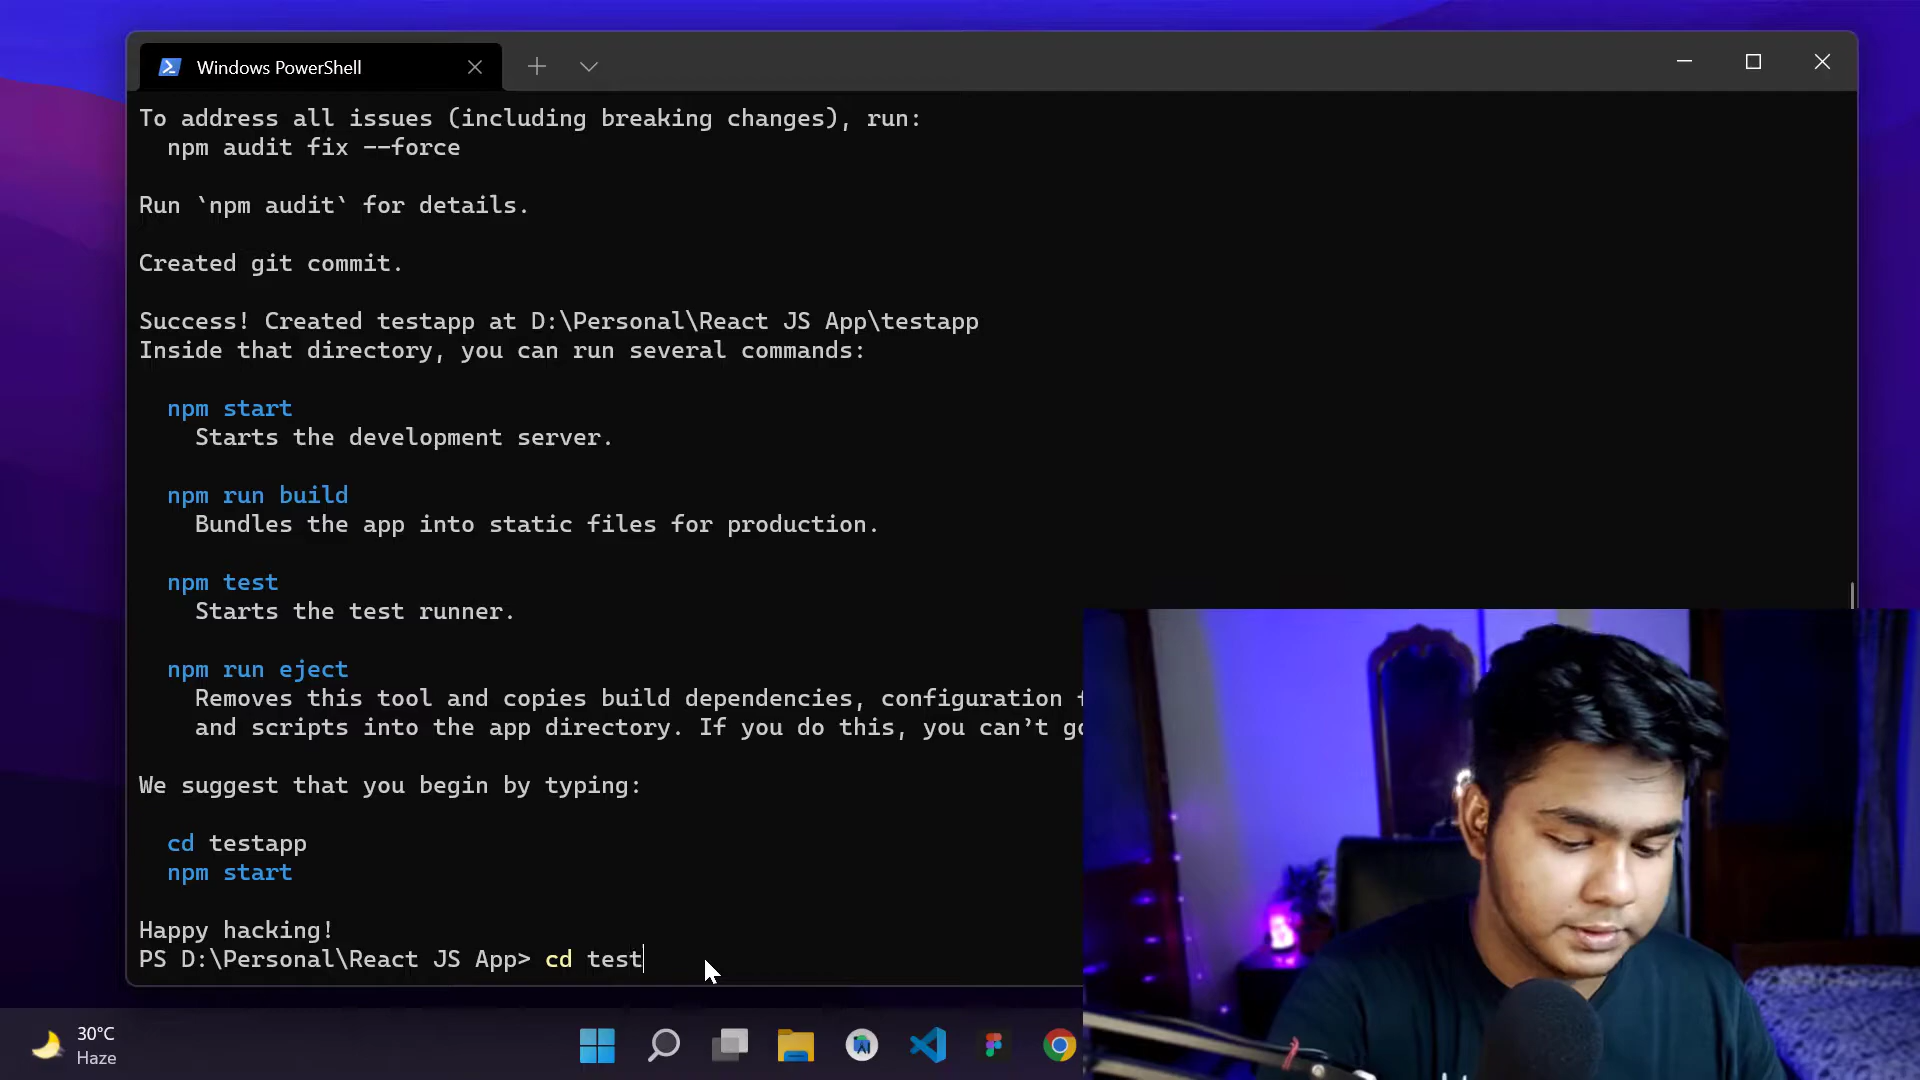 Windows PowerShell
To address all issues (including breaking changes), run:
npm audit fix --force
Run `npm audit` for details.
Created git commit.
Success! Created testapp at D:\Personal\React JS App\testapp
Inside that directory, you can run several commands:
npm start
Starts the development server.
npm run build
Bundles the app into static files for production.
npm test
Starts the test runner.
npm run eject
Removes this tool and copies build dependencies, configuration
and scripts into the app directory. If you do this, you can't
We suggest that you begin by typing:
cd testapp
npm start
Happy hacking!
PS D:\Personal\React JS App> cd test
30°C
Haze